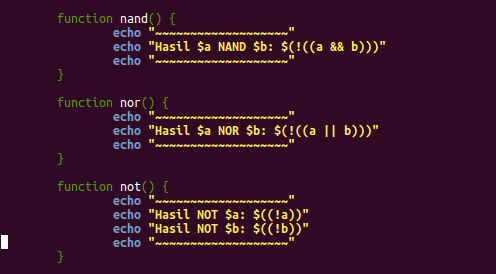 function nand() {
echo "~~~~~~~~~~~~~~~~~~~"
echo "Hasil $a NAND $b: $(!((a && b)))"
echo "~~~~~~~~~~~~~~~~~~~"
}
function nor() {
echo "~~~~~~~~~~~~~~~~~~~"
echo "Hasil $a NOR $b: $(!((a || b)))"
echo "~~~~~~~~~~~~~~~~~~~"
}
function not() {
echo "~~~~~~~~~~~~~~~~~~~"
echo "Hasil NOT $a: $((!a))"
echo "Hasil NOT $b: $((!b))"
echo "~~~~~~~~~~~~~~~~~~~"
}